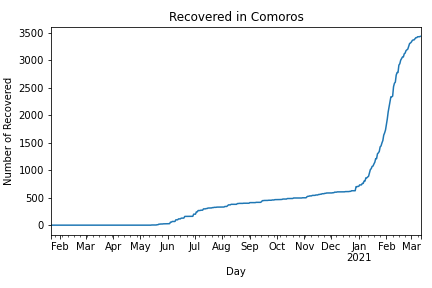 Recovered in Comoros
Number of Recovered
3500
3000
2500
2000
1500
1000
500
0
Feb Mar Apr May Jun Jul Aug Sep Oct Nov Dec Jan Feb Mar
2021
Day